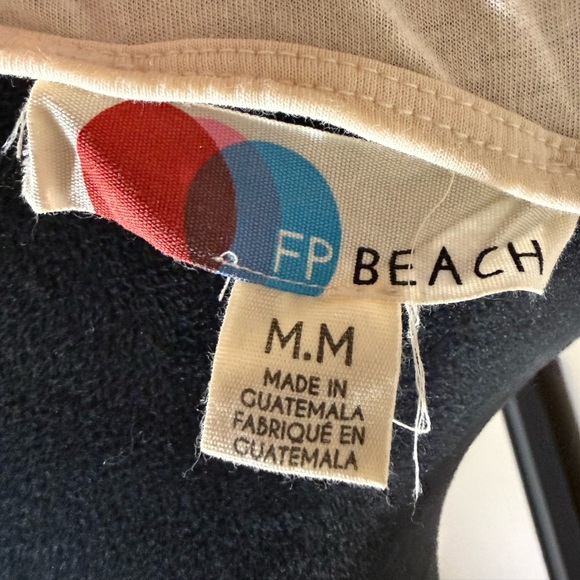 FP BEACH
M.M
MADE IN
GUATEMALA
FABRIQUÉ EN
GUATEMALA